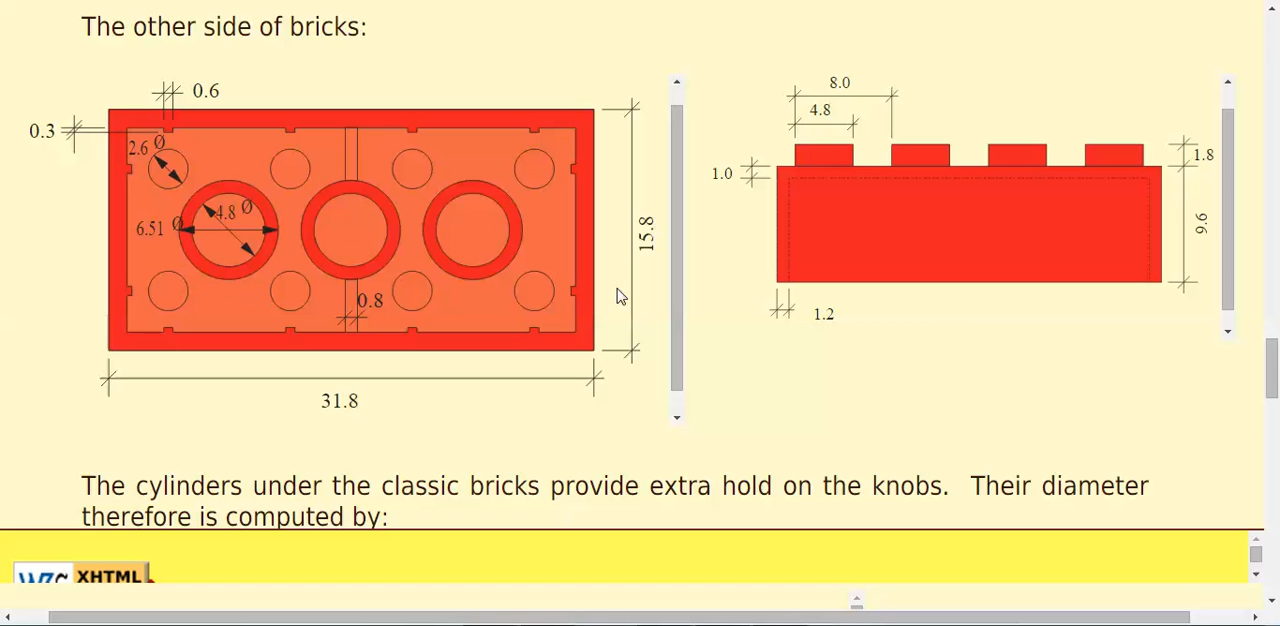 The other side of bricks:
0.6
0.3
2.6 Ø
4.8 Ø
6.51 Ø
0.8
15.8
31.8
8.0
4.8
1.8
1.0
9.6
1.2
The cylinders under the classic bricks provide extra hold on the knobs. Their diameter
therefore is computed by:
W3C XHTML